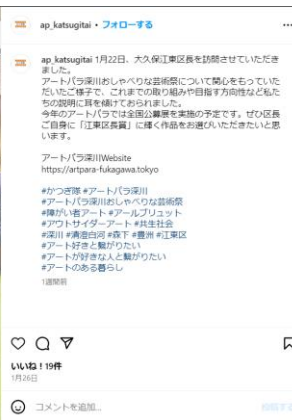 ap_katsugitai • フォローする
ap_katsugitai 1月22日、大久保江東区長を訪問させていただき
ました。
アートパラ深川おしゃべりな芸術祭について関心をもっていた
だいたご様子で、これまでの取り組みや目指す方向性など私た
ちの説明に耳を傾けておられました。
今年のアートパラでは全国公募展を実施の予定です。ぜひ区長
ご自身に「江東区長賞」に輝く作品をお選びいただきたいと思
います。
アートパラ深川Website
https://artpara-fukagawa.tokyo
#かつぎ隊 #アートパラ深川
#アートパラ深川おしゃべりな芸術祭
#障がい者アート #アールブリュット
#アウトサイダーアート #共生社会
#深川 #清澄白河 #森下 #豊洲 #江東区
#アート好きと繋がりたい
#アートが好きな人と繋がりたい
#アートのある暮らし
1週間前
いいね!19件
1月26日
コメントを追加...
投稿する